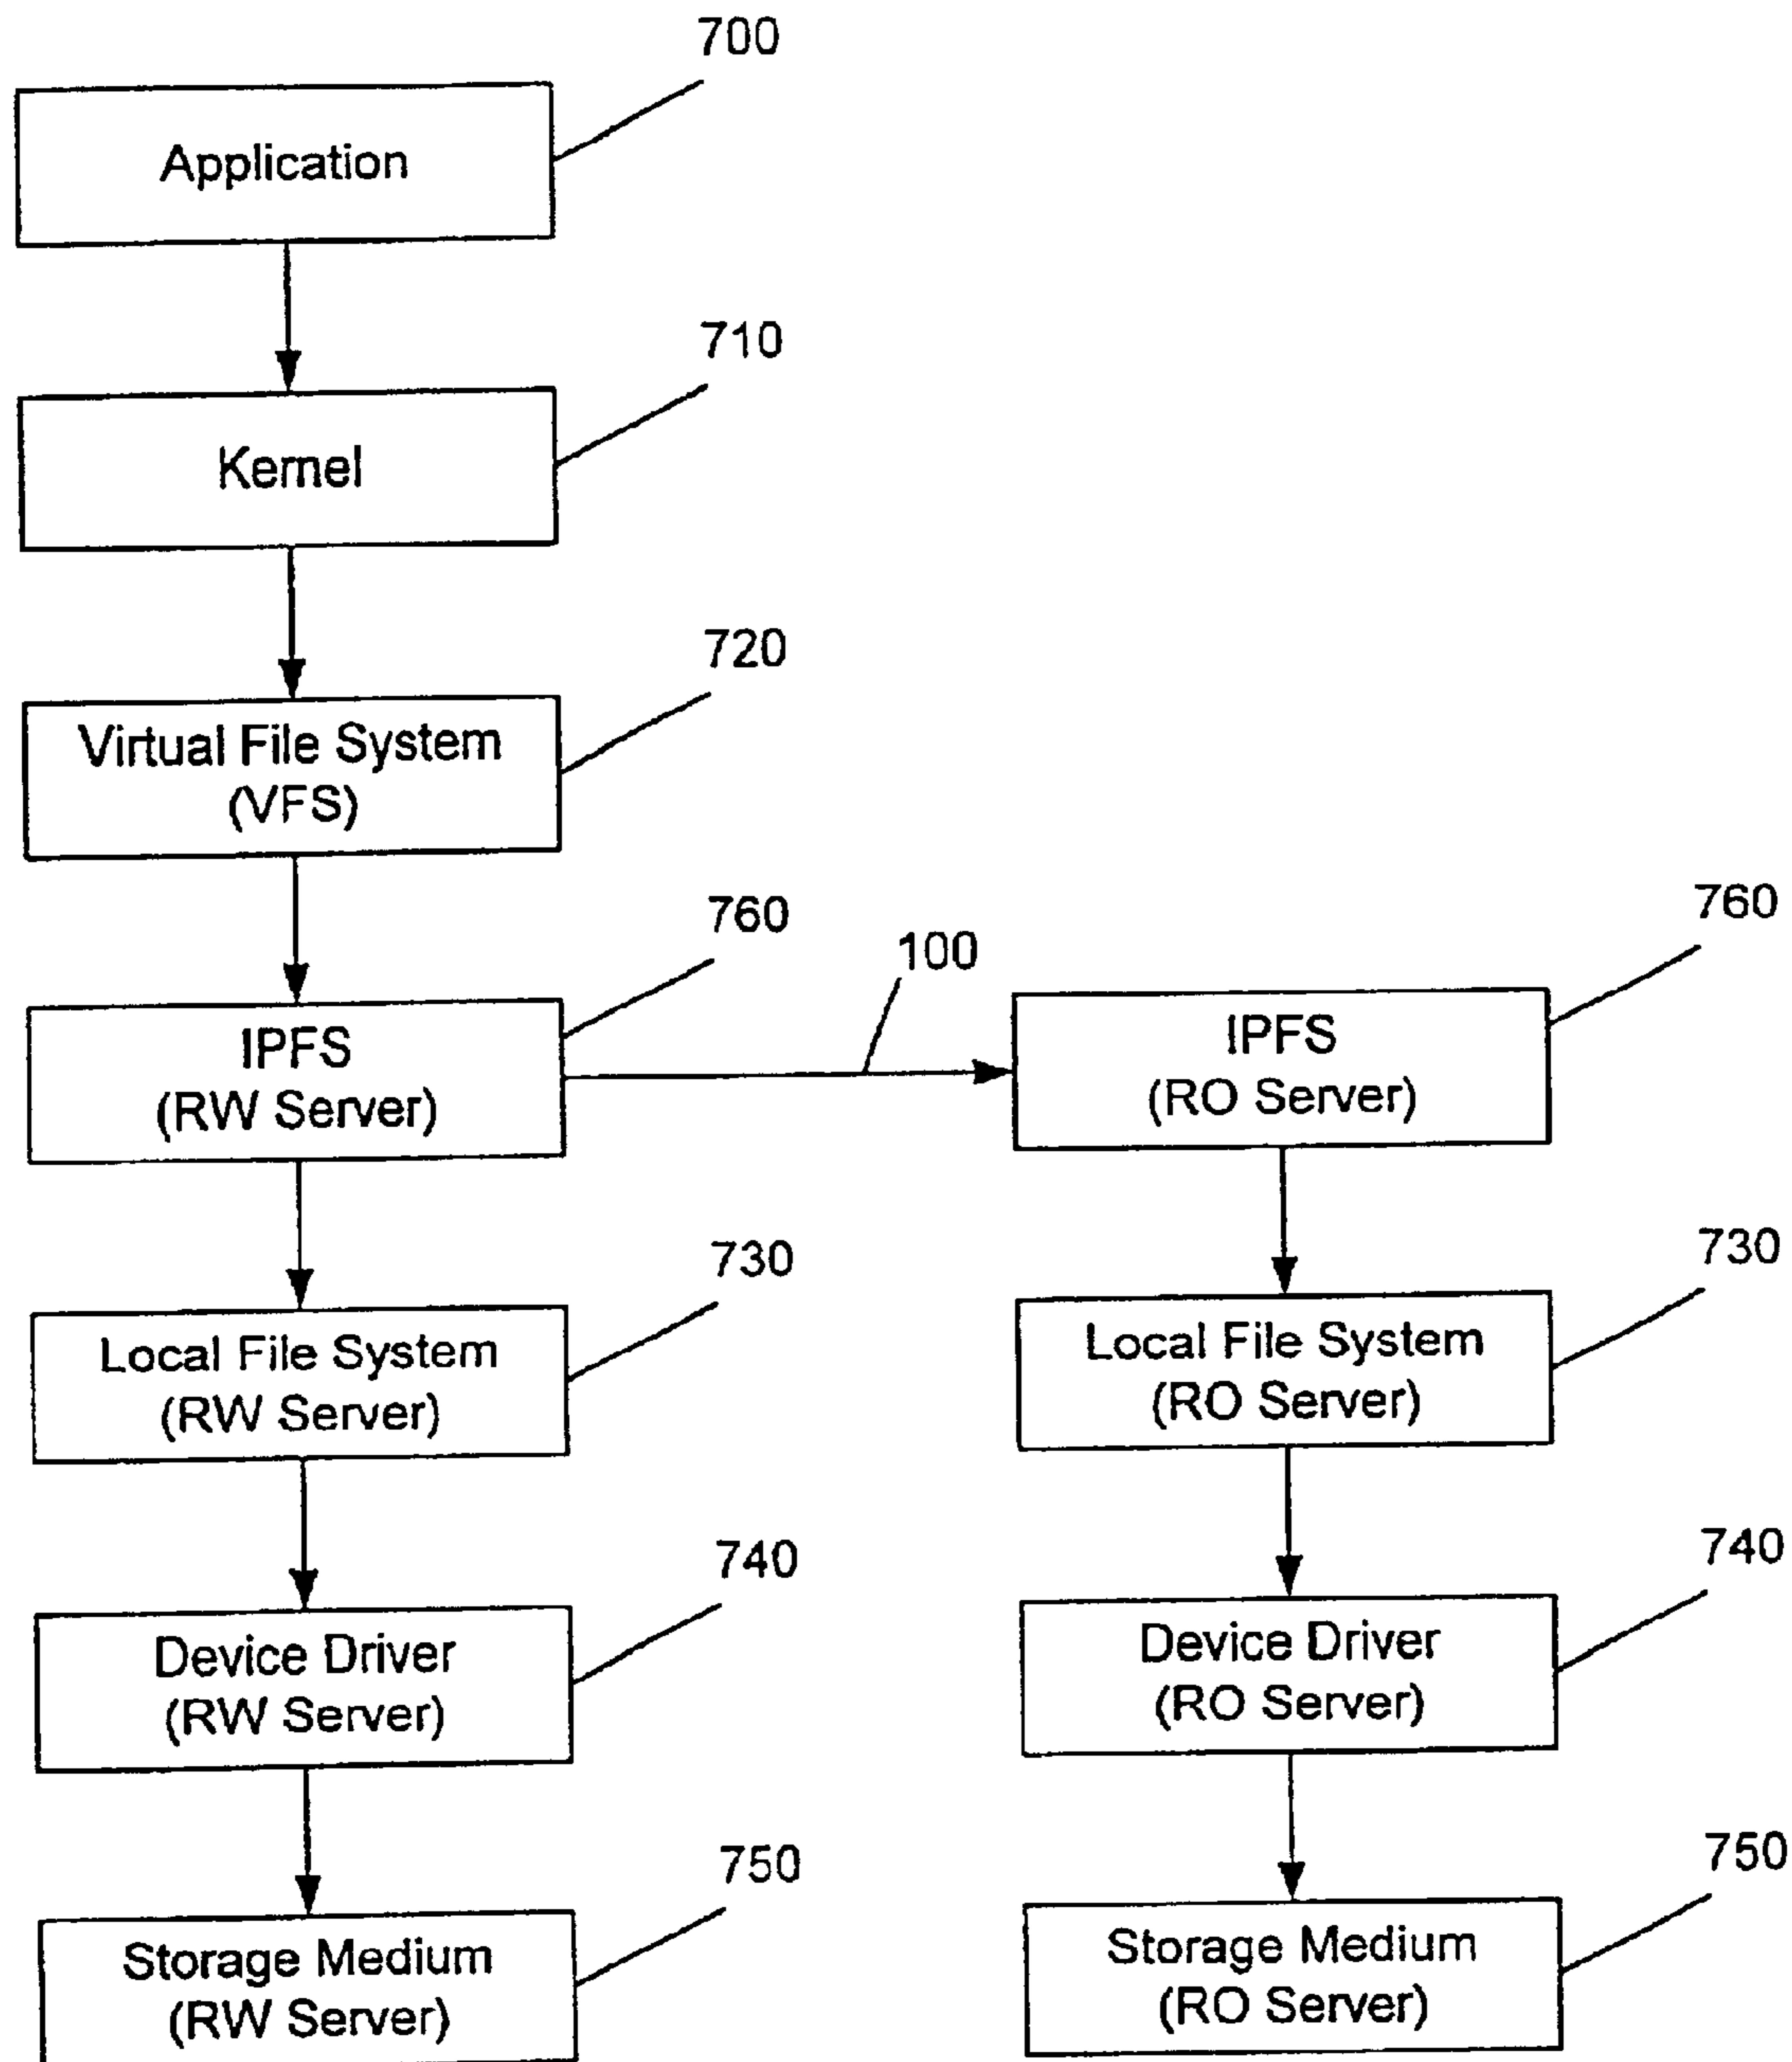 700
Application
710
Kernel
720
Virtual File System
(VFS)
760
IPFS
(RW Server)
100
760
IPFS
(RO Server)
730
Local File System
(RW Server)
730
Local File System
(RO Server)
740
Device Driver
(RW Server)
740
Device Driver
(RO Server)
750
Storage Medium
(RW Server)
750
Storage Medium
(RO Server)